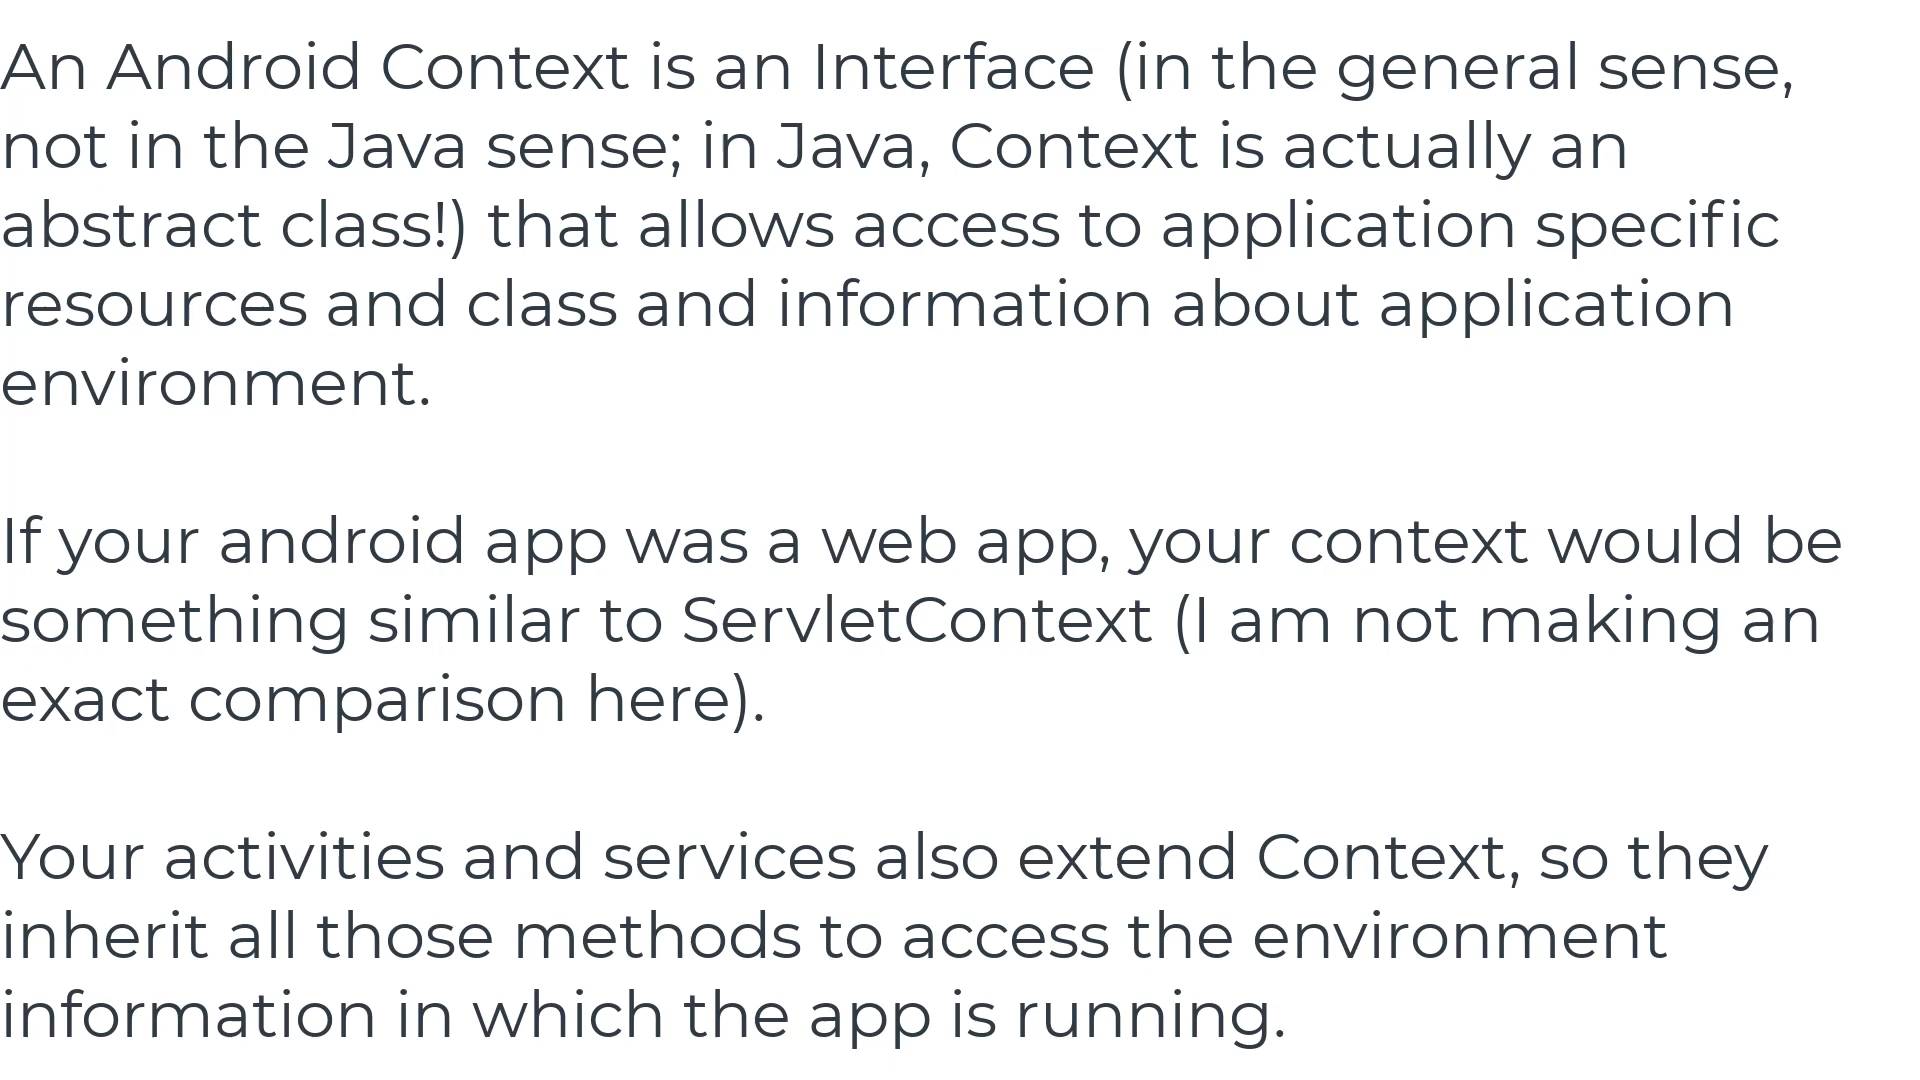 An Android Context is an Interface (in the general sense,
not in the Java sense; in Java, Context is actually an
abstract class!) that allows access to application specific
resources and class and information about application
environment.
If your android app was a web app, your context would be
something similar to ServletContext (I am not making an
exact comparison here).
Your activities and services also extend Context, so they
inherit all those methods to access the environment
information in which the app is running.